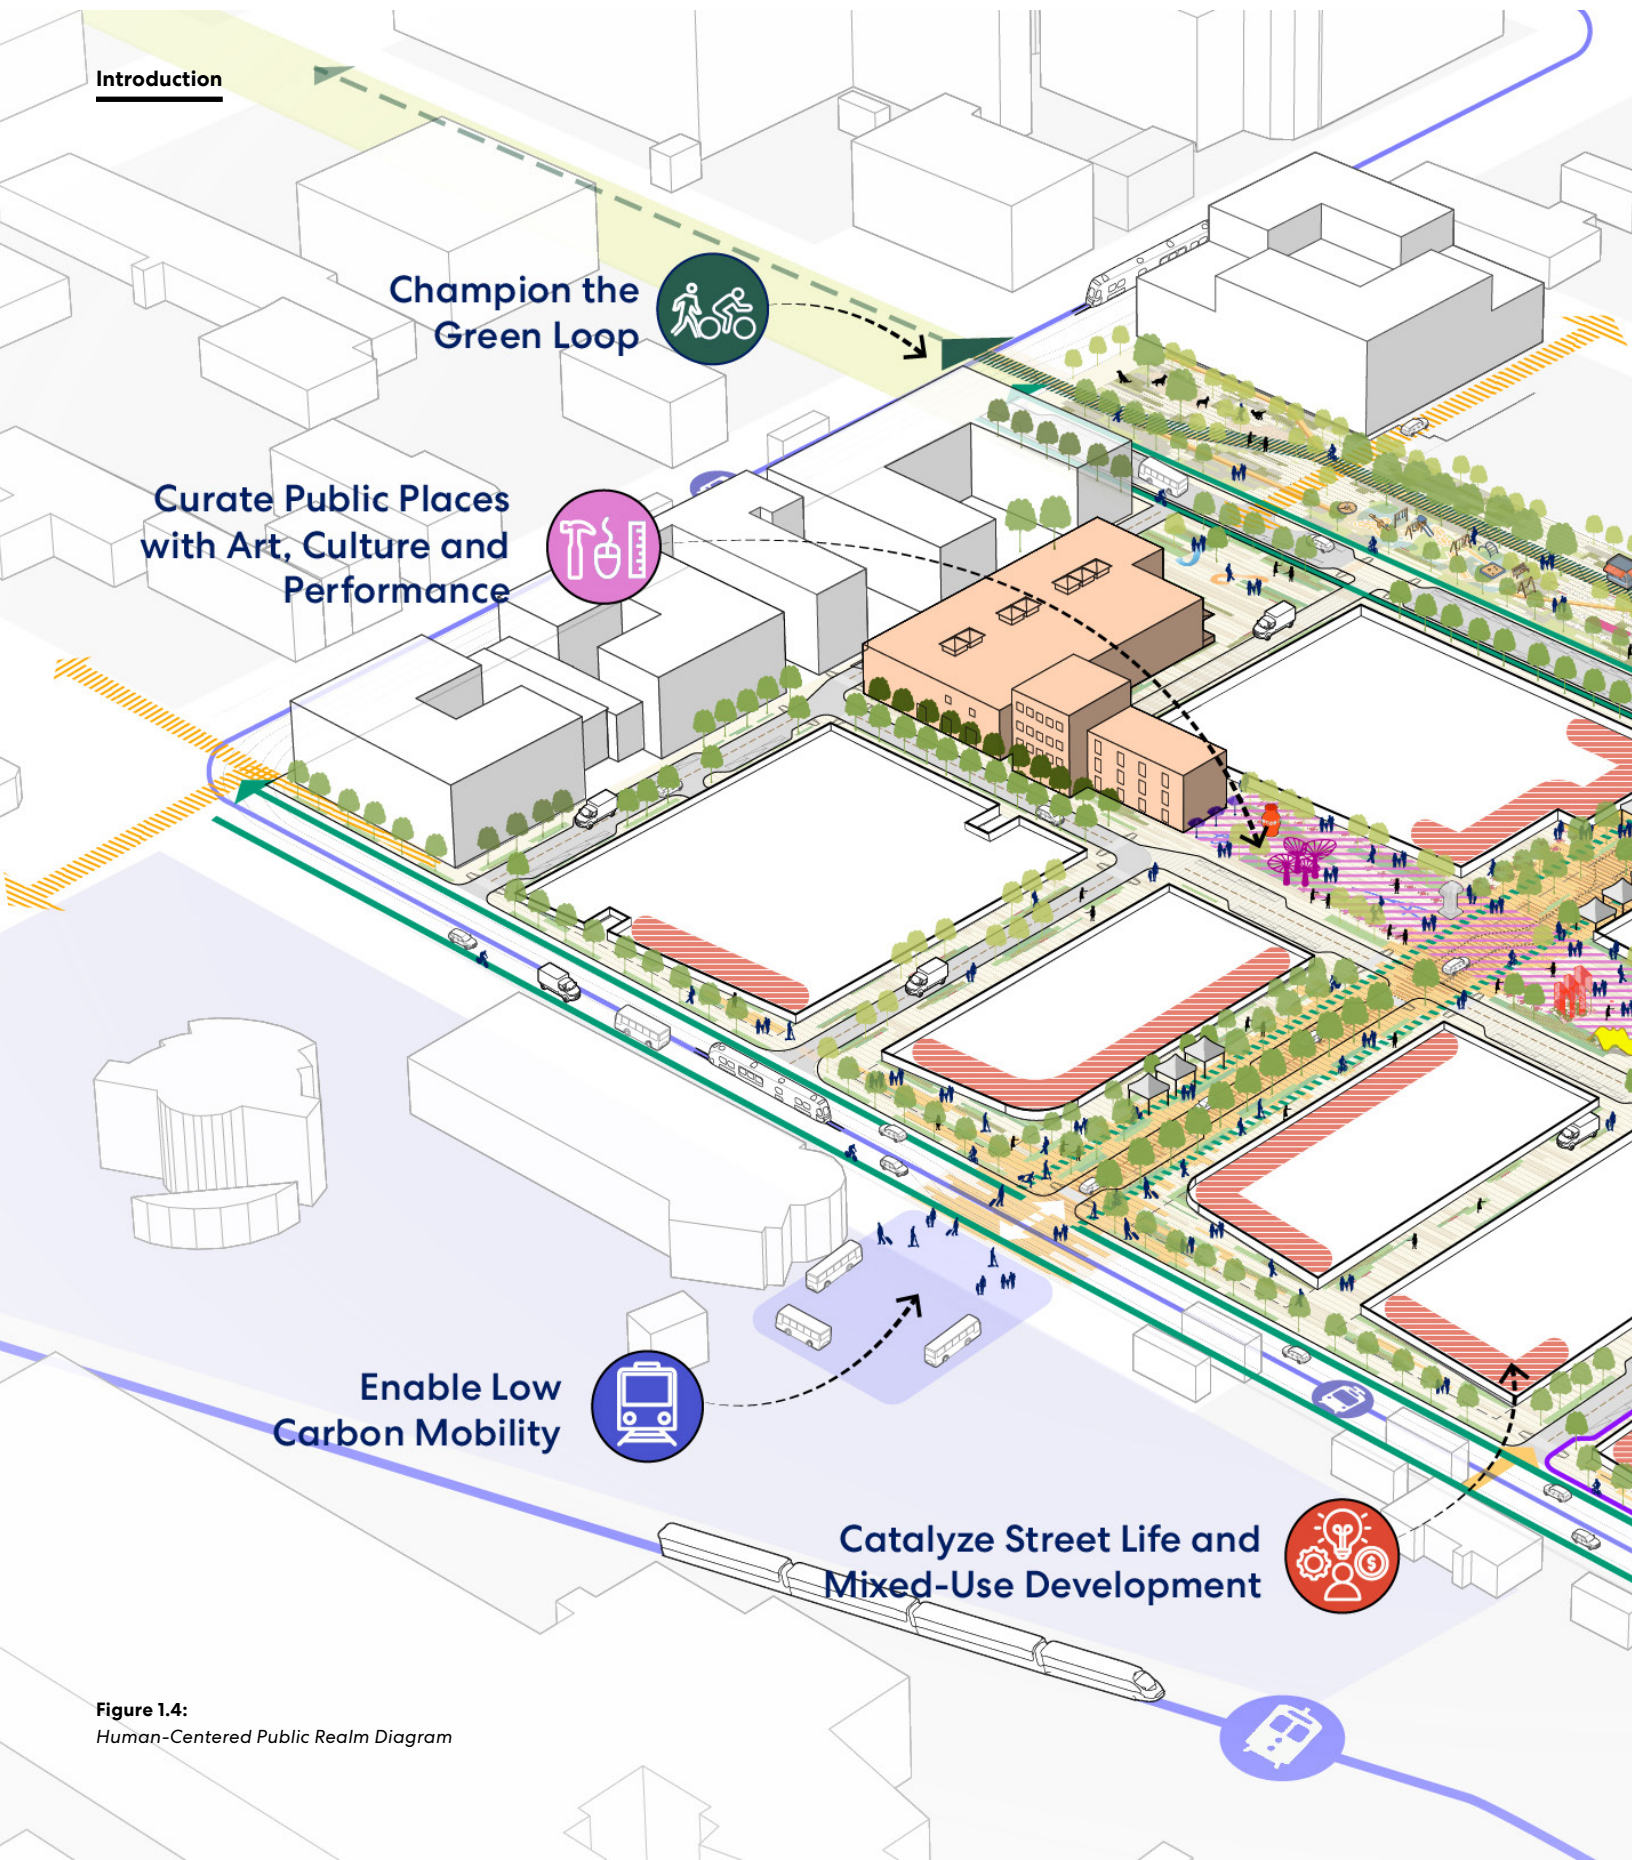 Introduction
Champion the
Green Loop
Curate Public Places
with Art, Culture and
Performance
Enable Low
Carbon Mobility
Catalyze Street Life and
Mixed-Use Development
Figure 1.4:
Human-Centered Public Realm Diagram